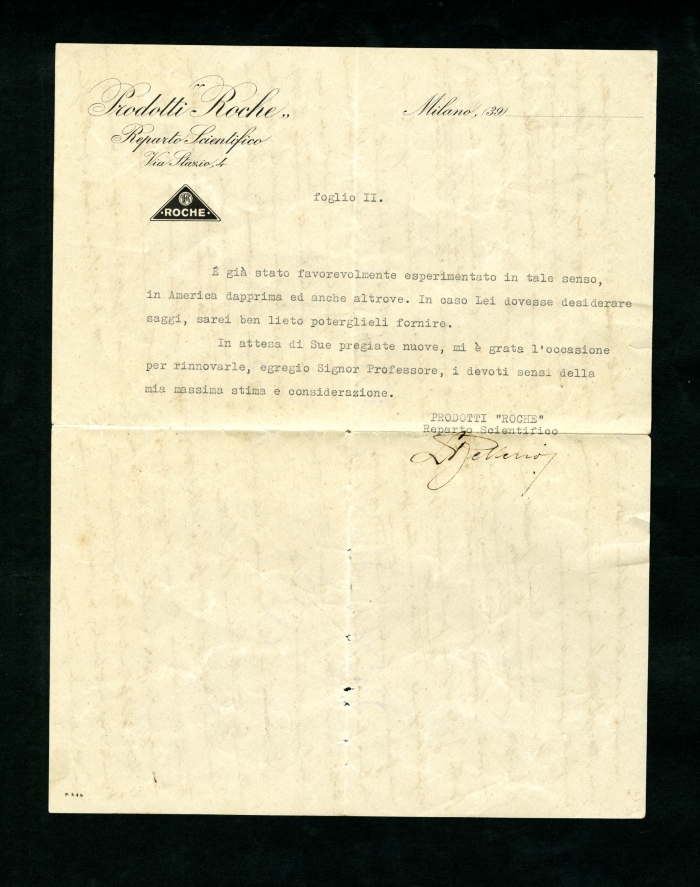 Prodotti "Roche"
Reparto Scientifico
Via Stazio, 4
Milano, (39)
ROCHE
foglio II.
È già stato favorevolmente esperimentato in tale senso,
in America dapprima ed anche altrove. In caso Lei dovesse desiderare
saggi, sarei ben lieto poterglieli fornire.
In attesa di Sue pregiate nuove, mi è grata l'occasione
per rinnovarle, egregio Signor Professore, i devoti sensi della
mia massima stima e considerazione.
PRODOTTI "ROCHE"
Reparto Scientifico